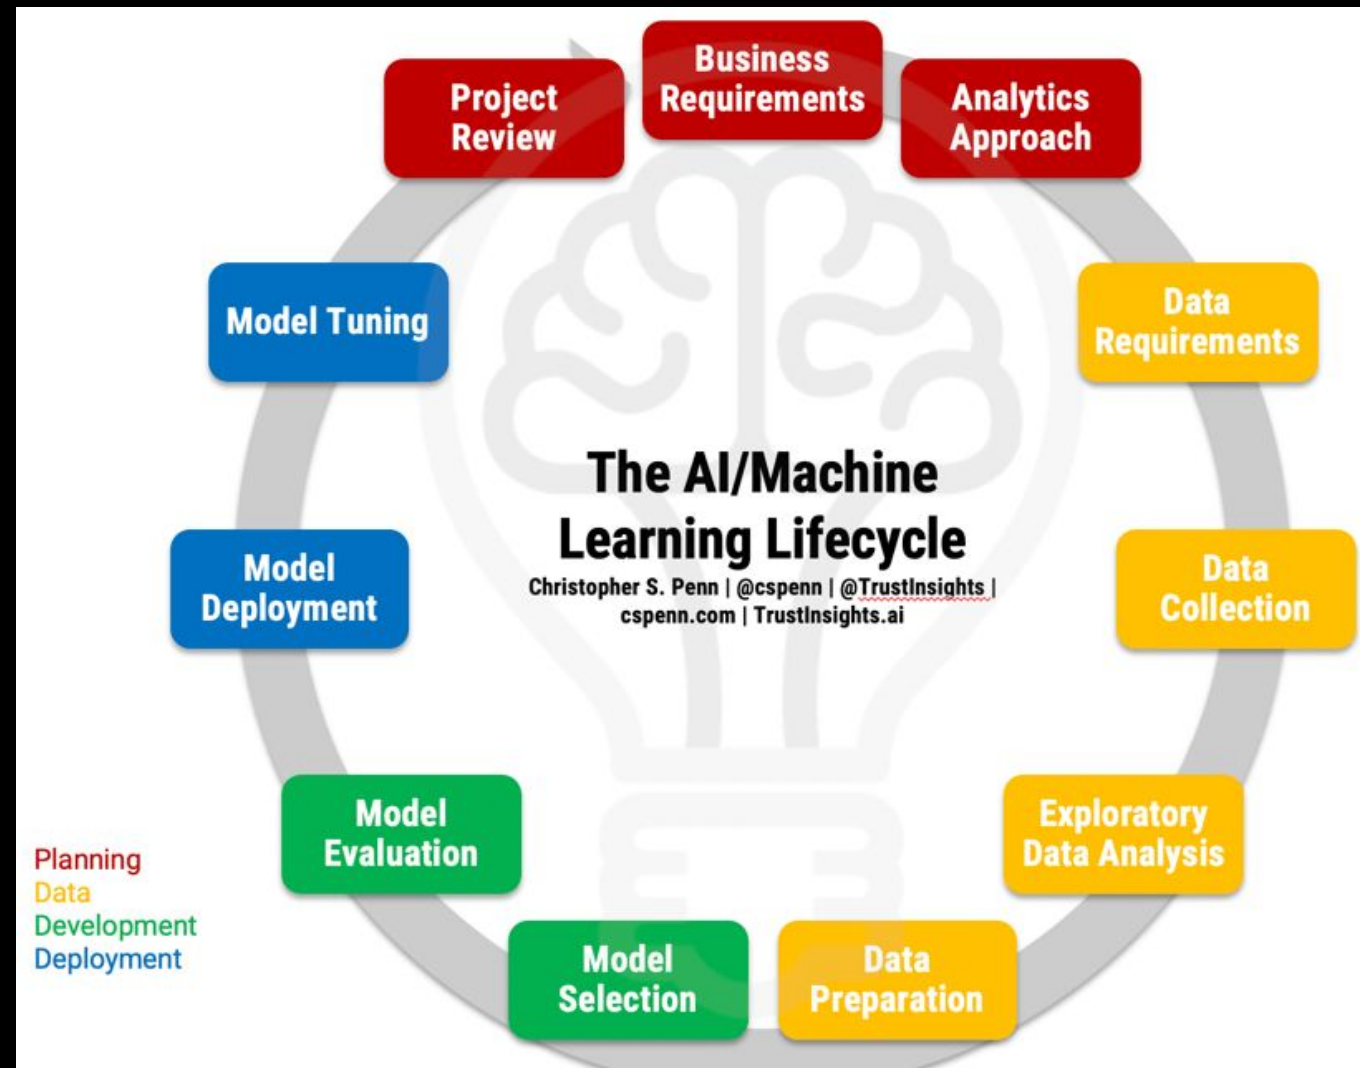 Business
Requirements
Analytics
Approach
Data
Requirements
Data
Collection
Exploratory
Data Analysis
Data
Preparation
Model
Selection
Model
Evaluation
Model
Deployment
Model Tuning
Project
Review
The AI/Machine
Learning Lifecycle
Christopher S. Penn | @cspenn | @TrustInsights |
cspenn.com | TrustInsights.ai
Planning
Data
Development
Deployment